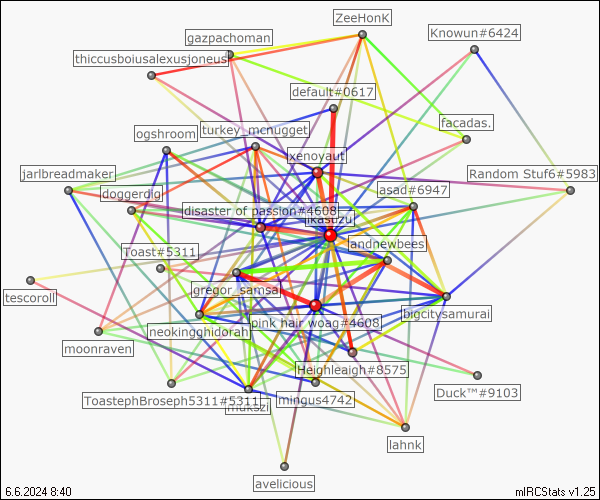 ZeeHonK
gazpachoman
Knowun#6424
thiccusboiusalexusjoneus
default#0617
facadas.
turkey_mcnugget
ogshroom
xenoyaut
jarlbreadmaker
Random Stuf6#5983
asad#6947
doggerdig
disaster of passion#4608
ikasuzu
landnewbees
Toast#5311
gregor_samsa
tescoroll
bigcitysamurai
pink hair woag#4608
neokingghidorah
moonraven
Heighleaigh#8575
Duck™#9103
ToastephBroseph5311#5311
mingus4742
mukszi
lahnk
avelicious
6.6.2024 8:40
mIRCStats v1.25